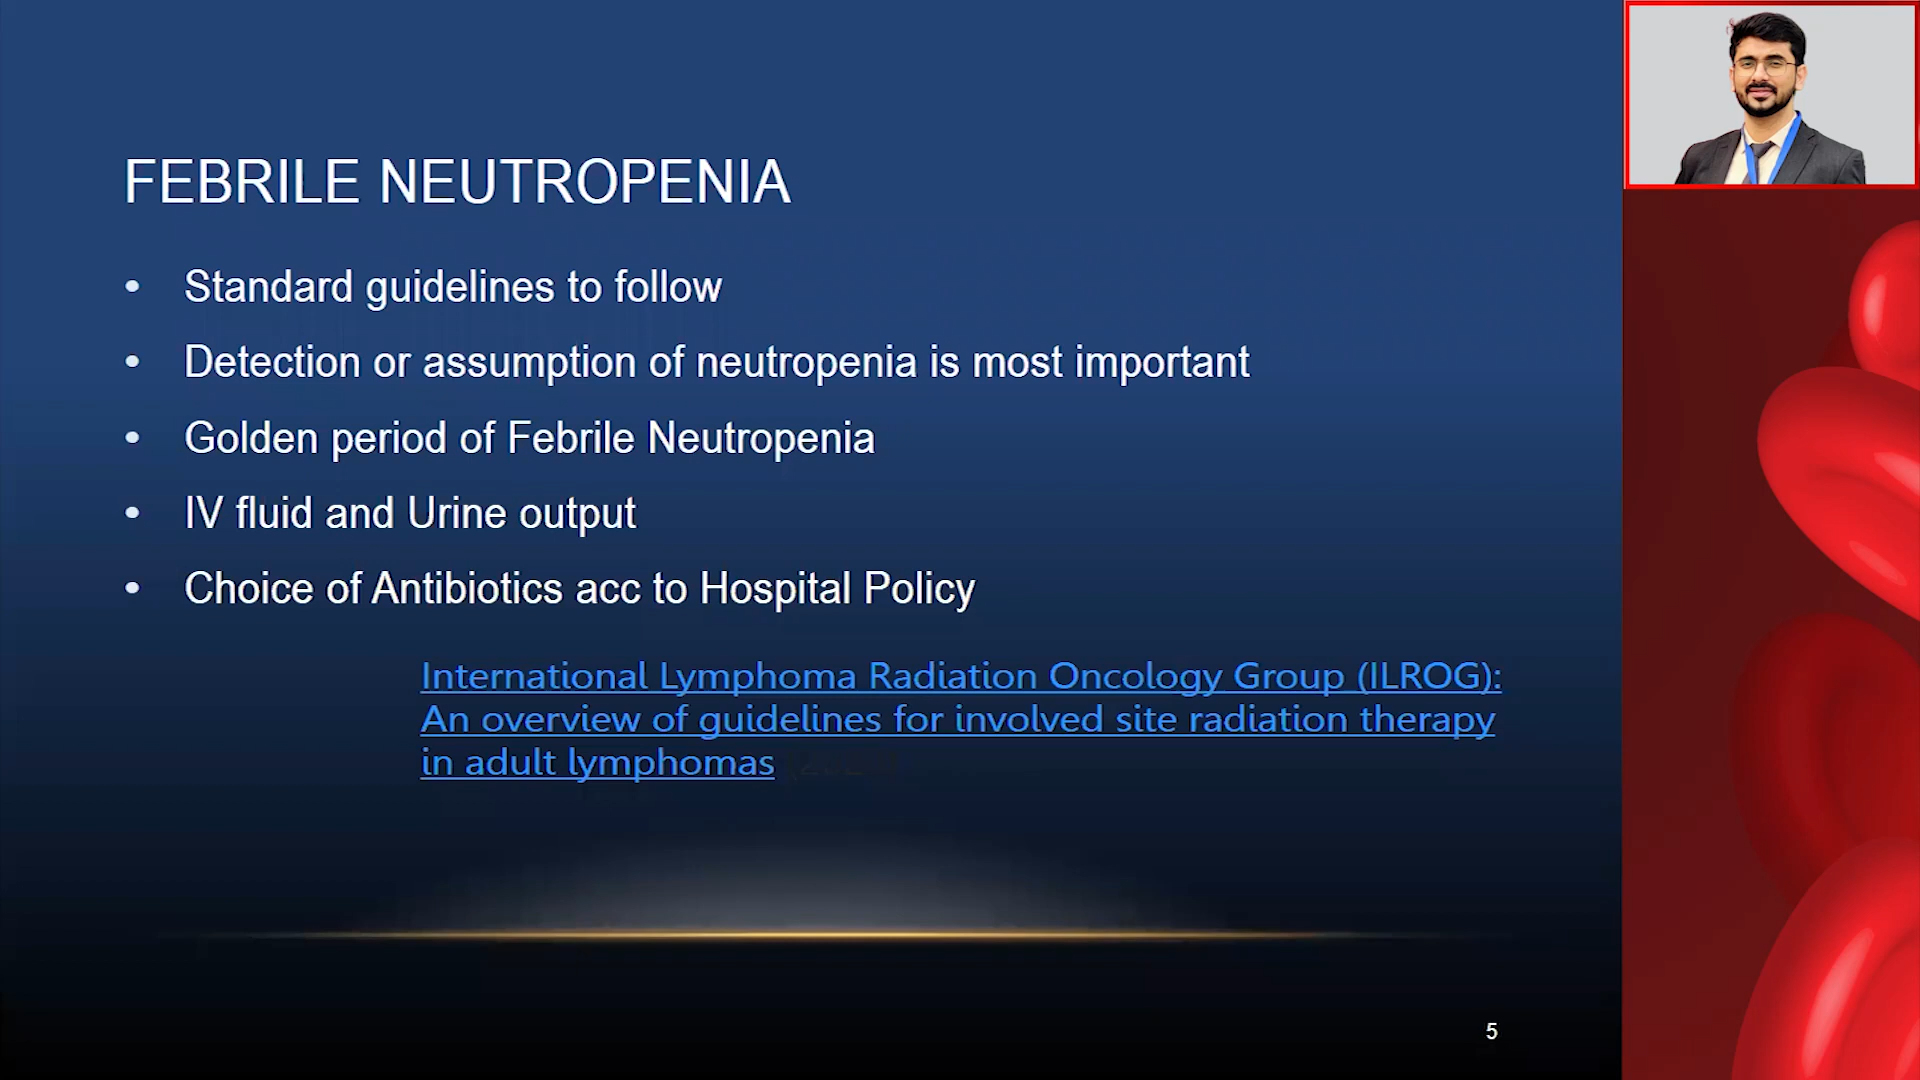 FEBRILE NEUTROPENIA
• Standard guidelines to follow
• Detection or assumption of neutropenia is most important
• Golden period of Febrile Neutropenia
• IV fluid and Urine output
• Choice of Antibiotics acc to Hospital Policy
International Lymphoma Radiation Oncology Group (ILROG):
An overview of guidelines for involved site radiation therapy
in adult lymphomas
5